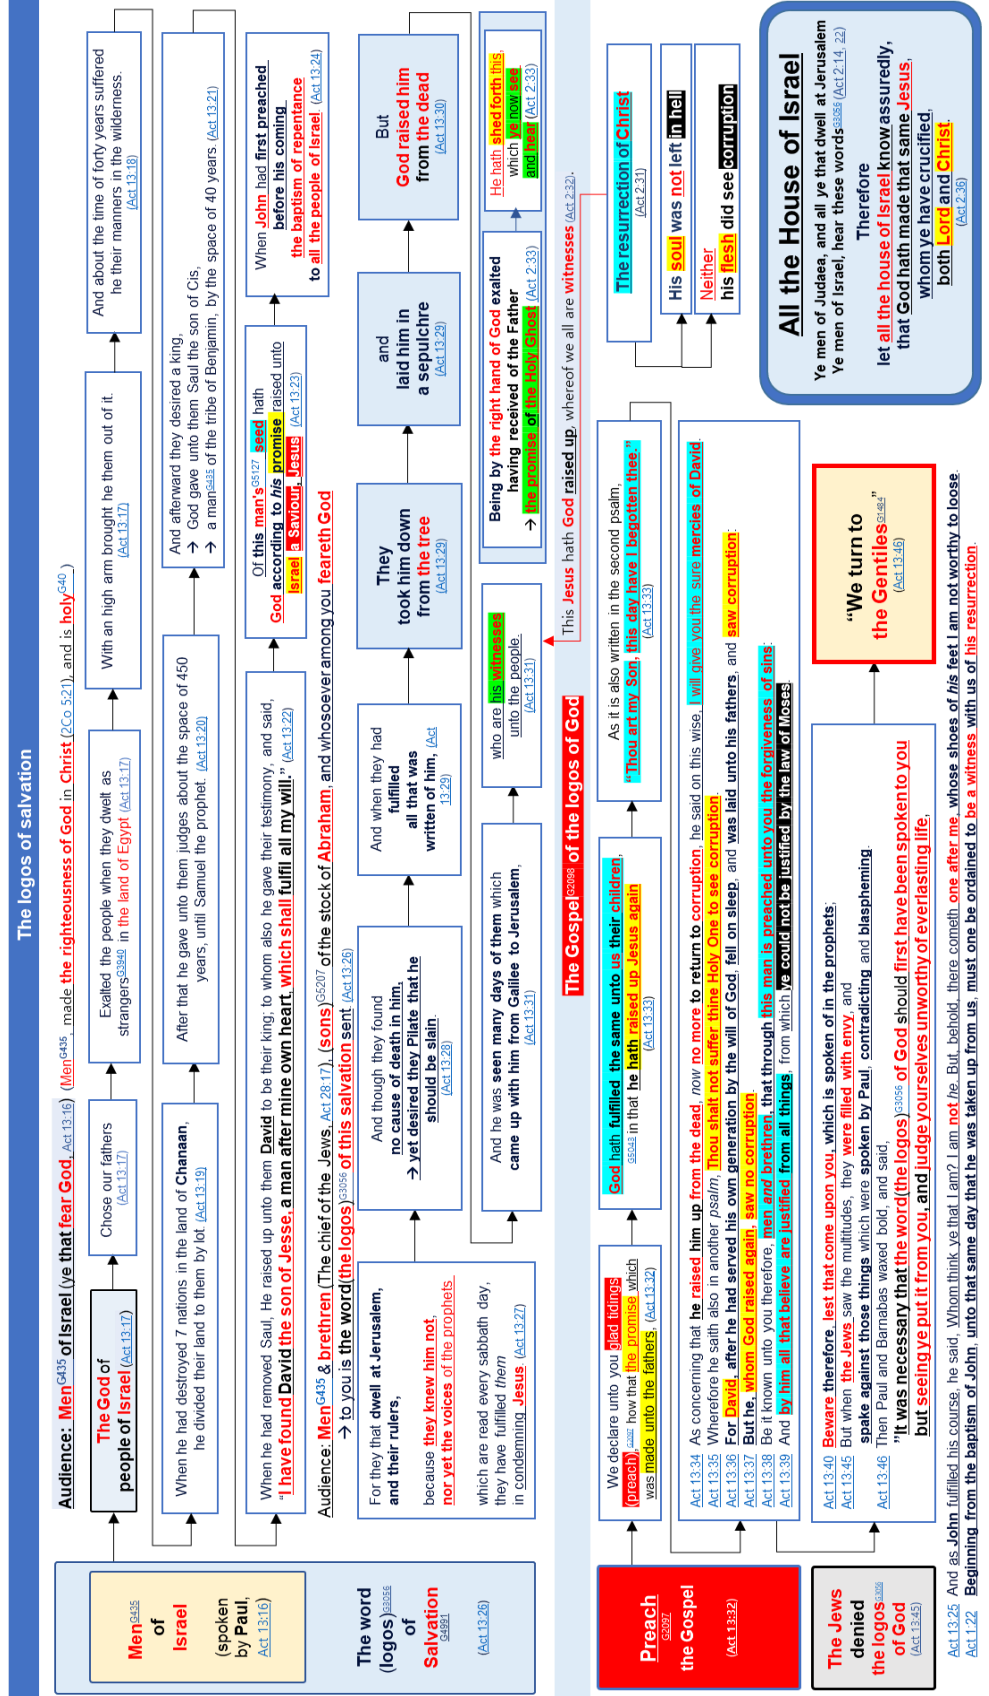 The logos of salvation
Audience: Men G435 of Israel (ye that fear God, Act 13:16) (Men G435, made the righteousness of God in Christ (2Co 5:21), and is holy G40.)
Men G435
of
Israel
(spoken
by Paul,
Act 13:16)
The God of
people of Israel (Act 13:17)
Chose our fathers
(Act 13:17)
Exalted the people when they dwelt as
strangers G3940 in the land of Egypt (Act 13:17)
With an high arm brought he them out of it.
(Act 13:17)
And about the time of forty years suffered
he their manners in the wilderness.
(Act 13:18)
When he had destroyed 7 nations in the land of Chanaan,
he divided their land to them by lot. (Act 13:19)
After that he gave unto them judges about the space of 450
years, until Samuel the prophet. (Act 13:20)
And afterward they desired a king,
→ God gave unto them Saul the son of Cis,
→ a man G435 of the tribe of Benjamin, by the space of 40 years. (Act 13:21)
When he had removed Saul, He raised up unto them David to be their king; to whom also he gave their testimony, and said,
“I have found David the son of Jesse, a man after mine own heart, which shall fulfil all my will.” (Act 13:22)
Of this man's G5127 seed hath
God according to his promise raised unto
Israel a Saviour, Jesus. (Act 13:23)
When John had first preached
before his coming
the baptism of repentance
to all the people of Israel. (Act 13:24)
Audience: Men G435 & brethren (The chief of the Jews, Act 28:17), (sons) G5207 of the stock of Abraham, and whosoever among you feareth God
→ to you is the word(the logos) G3056 of this salvation sent (Act 13:26)
The word
(logos) G3056
of
Salvation
G4991
(Act 13:26)
For they that dwell at Jerusalem,
and their rulers,
because they knew him not,
nor yet the voices of the prophets
which are read every sabbath day,
they have fulfilled them
in condemning Jesus (Act 13:27)
And though they found
no cause of death in him,
→ yet desired they Pilate that he
should be slain.
(Act 13:28)
And when they had
fulfilled
all that was
written of him, (Act
13:29)
They
took him down
from the tree
(Act 13:29)
and
laid him in
a sepulchre
(Act 13:29)
But
God raised him
from the dead
(Act 13:30)
And he was seen many days of them which
came up with him from Galilee to Jerusalem,
(Act 13:31)
who are his witnesses
unto the people.
(Act 13:31)
Being by the right hand of God exalted
having received of the Father
→ the promise of the Holy Ghost (Act 2:33)
He hath shed forth this,
which ye now see
and hear (Act 2:33)
The Gospel G2098 of the logos of God
This Jesus hath God raised up, whereof we all are witnesses (Act 2:32).
Preach
G2097
the Gospel
(Act 13:32)
We declare unto you glad tidings
(preach), G2097 how that the promise which
was made unto the fathers, (Act 13:32)
God hath fulfilled the same unto us their children,
G5043 in that he hath raised up Jesus again
(Act 13:33)
As it is also written in the second psalm,
“Thou art my Son, this day have I begotten thee.”
(Act 13:33)
The resurrection of Christ
(Act 2:31)
His soul was not left in hell
Neither
his flesh did see corruption
Act 13:34 As concerning that he raised him up from the dead, now no more to return to corruption, he said on this wise, I will give you the sure mercies of David.
Act 13:35 Wherefore he saith also in another psalm, Thou shalt not suffer thine Holy One to see corruption.
Act 13:36 For David, after he had served his own generation by the will of God, fell on sleep, and was laid unto his fathers, and saw corruption:
Act 13:37 But he, whom God raised again, saw no corruption.
Act 13:38 Be it known unto you therefore, men and brethren, that through this man is preached unto you the forgiveness of sins:
Act 13:39 And by him all that believe are justified from all things, from which ye could not be justified by the law of Moses.
All the House of Israel
Ye men of Judaea, and all ye that dwell at Jerusalem
Ye men of Israel, hear these words G3056 (Act 2:14, 22)
Therefore
let all the house of Israel know assuredly,
that God hath made that same Jesus,
whom ye have crucified,
both Lord and Christ.
(Act 2:36)
The Jews
denied
the logos G3056
of God
(Act 13:45)
Act 13:40 Beware therefore, lest that come upon you, which is spoken of in the prophets;
Act 13:45 But when the Jews saw the multitudes, they were filled with envy, and
spake against those things which were spoken by Paul, contradicting and blaspheming.
Act 13:46 Then Paul and Barnabas waxed bold, and said,
”It was necessary that the word(the logos) G3056 of God should first have been spoken to you
but seeing ye put it from you, and judge yourselves unworthy of everlasting life,
“We turn to
the Gentiles G1484”
(Act 13:46)
Act 13:25 And as John fulfilled his course, he said, Whom think ye that I am? I am not he. But, behold, there cometh one after me, whose shoes of his feet I am not worthy to loose.
Act 1:22 Beginning from the baptism of John, unto that same day that he was taken up from us, must one be ordained to be a witness with us of his resurrection.